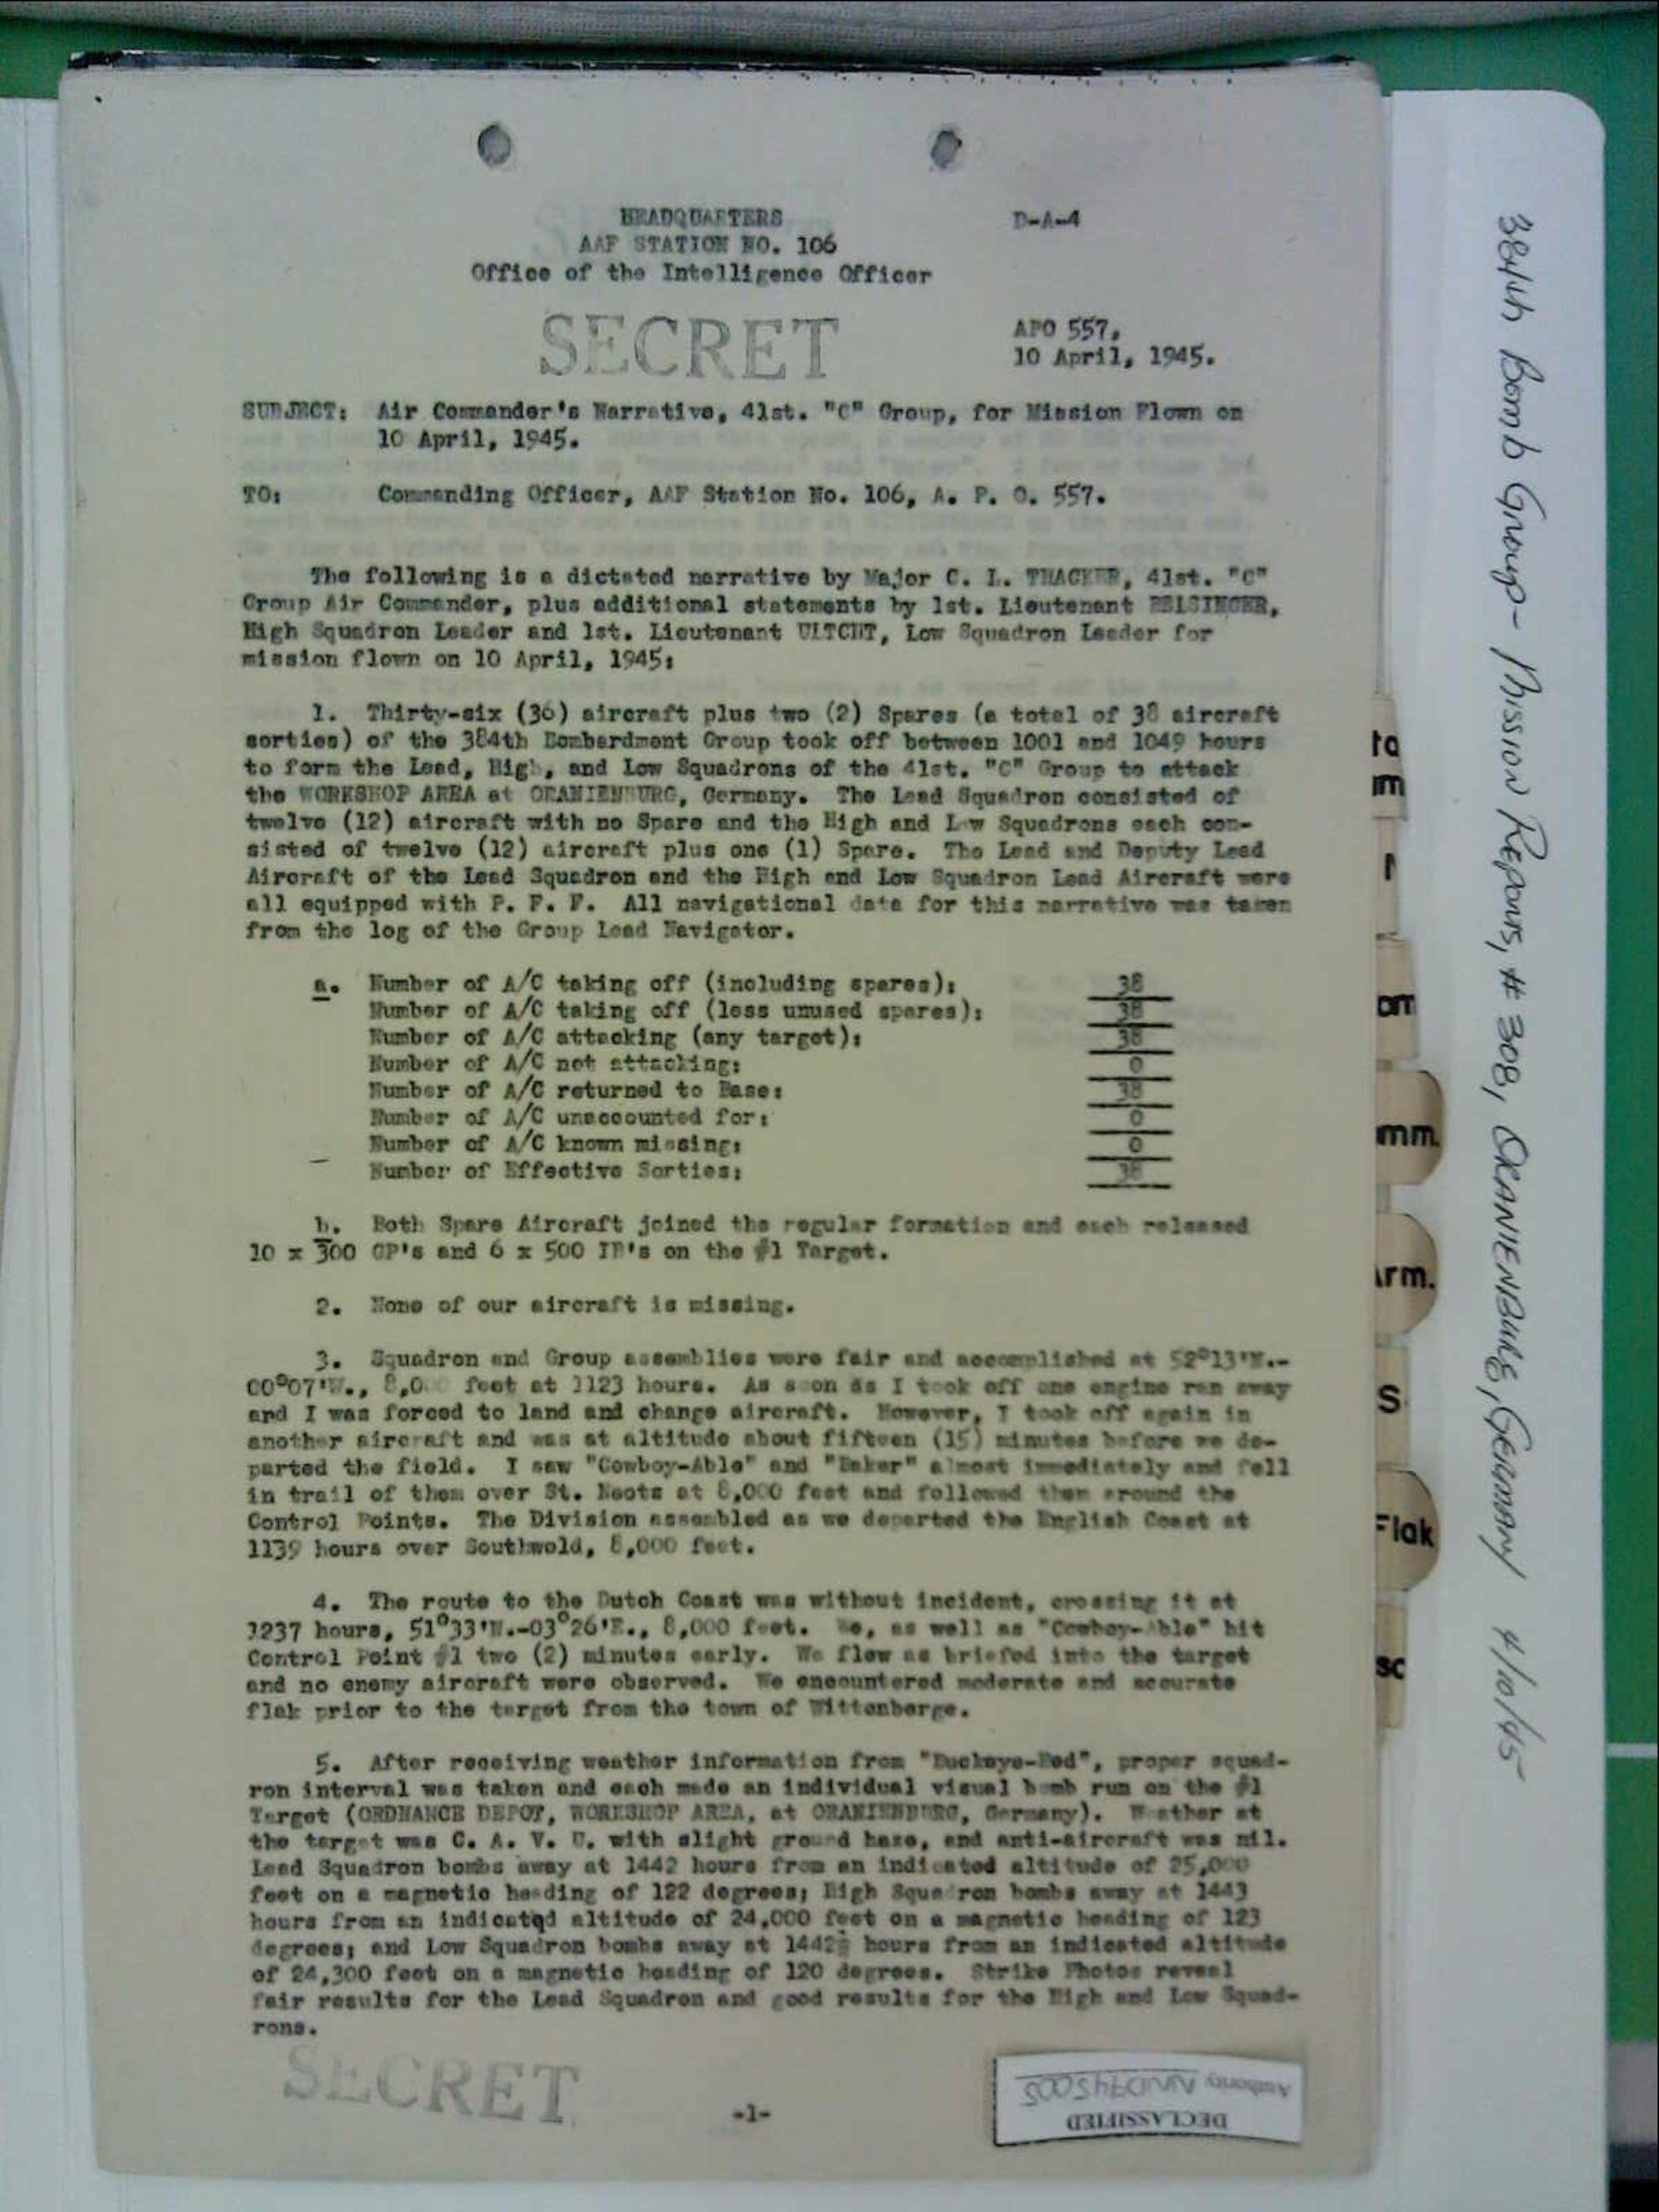 HEADQUARTERS
D-A-4
AAF STATION NO. 106
Office of the Intelligence Officer
SECRET
APO 557,
10 April, 1945.
SUBJECT: Air Commander's Narrative, 41st. "C" Group, for Mission Flown on
10 April, 1945.
TO: Commanding Officer, AAF Station No. 106, A. P. O. 557.
The following is a dictated narrative by Major C. L. THACKER, 41st. "C"
Group Air Commander, plus additional statements by 1st. Lieutenant
High Squadron Leader and 1st. Lieutenant Low Squadron Leader for
mission flown on 10 April, 1945:
1. Thirty-six (36) aircraft plus two (2) Spares (a total of 38 aircraft
sorties) of the 384th Bombardment Group took off between 1001 and 1049 hours
to form the Lead, High, and Low Squadrons of the 41st. "C" Group to attack
the WORKSHOP AREA at ORANIENBURG, Germany. The Lead Squadron consisted of
twelve (12) aircraft with no Spare and the High and Low Squadrons each con-
sisted of twelve (12) aircraft plus one (1) Spare. The Lead and Deputy Lead
Aircraft of the Lead Squadron and the High and Low Squadron Lead Aircraft were
all equipped with P. F. F. All navigational data for this narrative was taken
from the log of the Group Lead Navigator.
a. Number of A/C taking off (including spares): 38
Number of A/C taking off (less unused spares): 38
Number of A/C attacking (any target): 38
Number of A/C not attacking: 0
Number of A/C returned to Base: 38
Number of A/C unaccounted for: 0
Number of A/C known missing: 0
Number of Effective Sorties: 38
b. Both Spare Aircraft joined the regular formation and each released
10 x 300 GP's and 6 x 500 IB's on the #1 Target.
2. None of our aircraft is missing.
3. Squadron and Group assemblies were fair and accomplished at 52°13'N.-
00°07'W., 8,000 feet at 1123 hours. As soon as I took off one engine ran away
and I was forced to land and change aircraft. However, I took off again in
another aircraft and was at altitude about fifteen (15) minutes before we de-
parted the field. I saw "Cowboy-Able" and "Baker" almost immediately and fell
in trail of them over St. Neots at 8,000 feet and followed them around the
Control Points. The Division assembled as we departed the English Coast at
1139 hours over Southwold, 8,000 feet.
4. The route to the Dutch Coast was without incident, crossing it at
1237 hours, 51°33'N.-03°26'E., 8,000 feet. We, as well as "Cowboy-Able" hit
Control Point #1 two (2) minutes early. We flew as briefed into the target
and no enemy aircraft were observed. We encountered moderate and accurate
flak prior to the target from the town of Wittenberge.
5. After receiving weather information from "Buckeye-Red", proper squad-
ron interval was taken and each made an individual visual bomb run on the #1
Target (ORDNANCE DEPOT, WORKSHOP AREA, at ORANIENBURG, Germany). Weather at
the target was C. A. V. U. with slight ground haze, and anti-aircraft was nil.
Lead Squadron bombs away at 1442 hours from an indicated altitude of 25,000
feet on a magnetic heading of 122 degrees; High Squadron bombs away at 1443
hours from an indicated altitude of 24,000 feet on a magnetic heading of 123
degrees; and Low Squadron bombs away at 1442½ hours from an indicated altitude
of 24,300 feet on a magnetic heading of 120 degrees. Strike Photos reveal
fair results for the Lead Squadron and good results for the High and Low Squad-
rons.
SECRET
-1-
DECLASSIFIED
Authority NND745005
384th Bomb Group - Mission Reports, # 308, ORANIENBURG, GERMANY 4/10/45
Flak